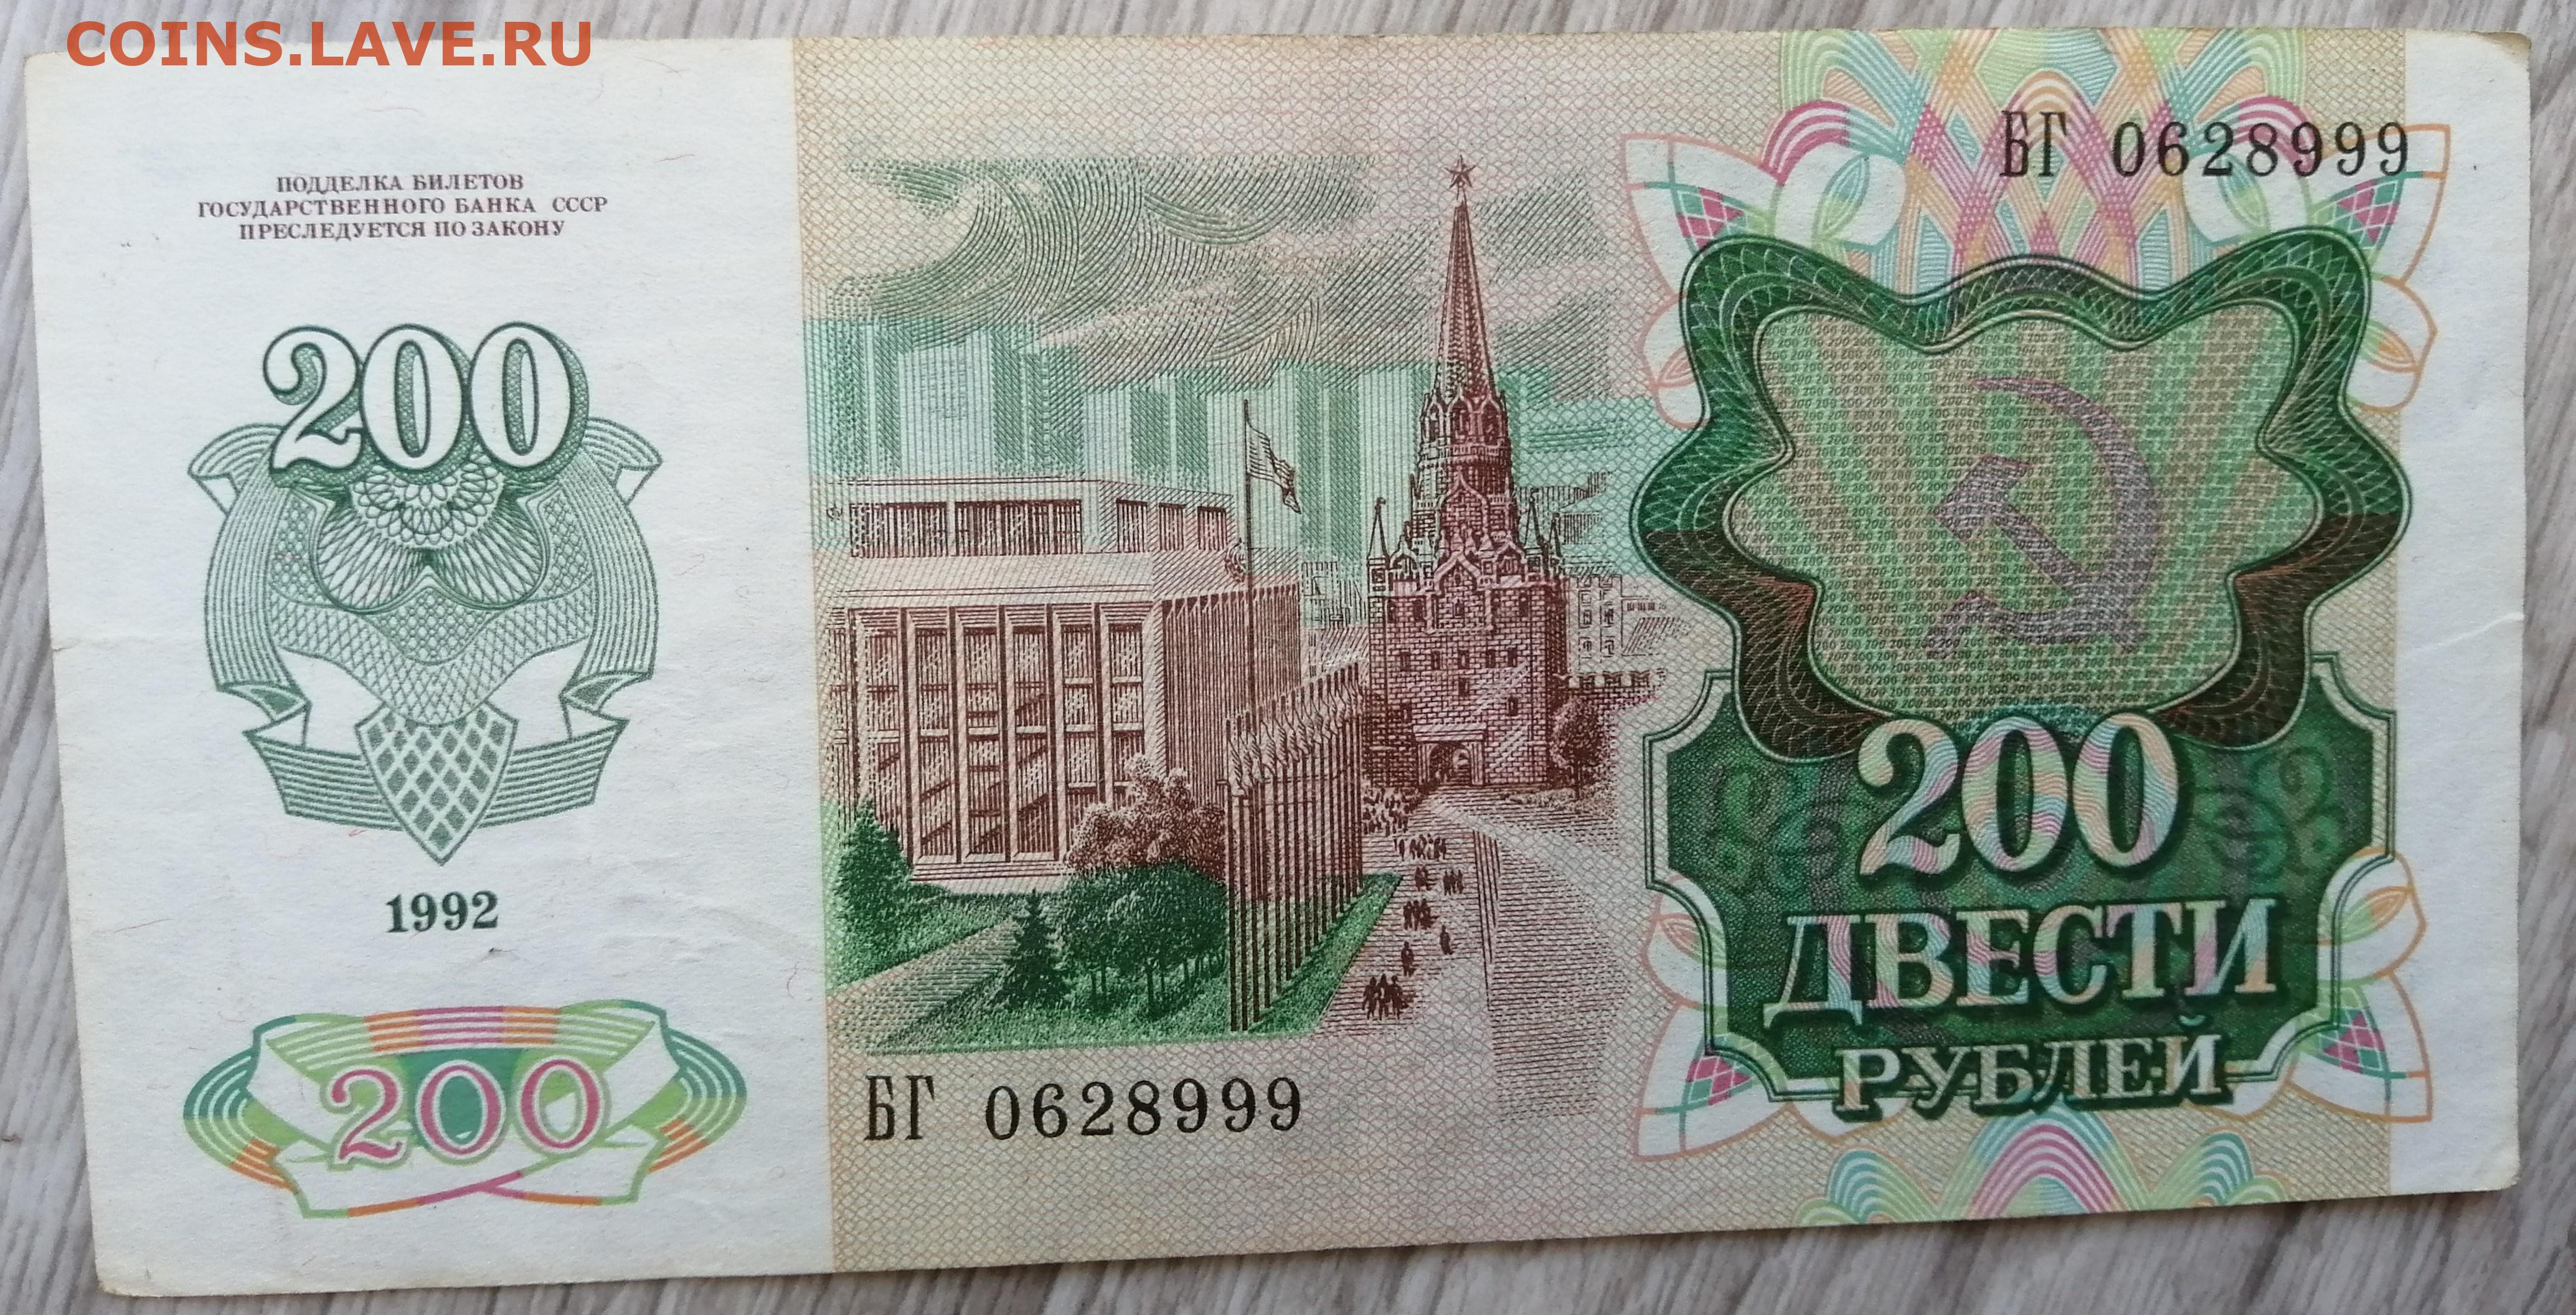 COINS.LAVE.RU
БГ 0628999
ПОДДЕЛКА БИЛЕТОВ
ГОСУДАРСТВЕННОГО БАНКА СССР
ПРЕСЛЕДУЕТСЯ ПО ЗАКОНУ
200
200
ДВЕСТИ
РУБЛЕЙ
1992
200
БГ 0628999